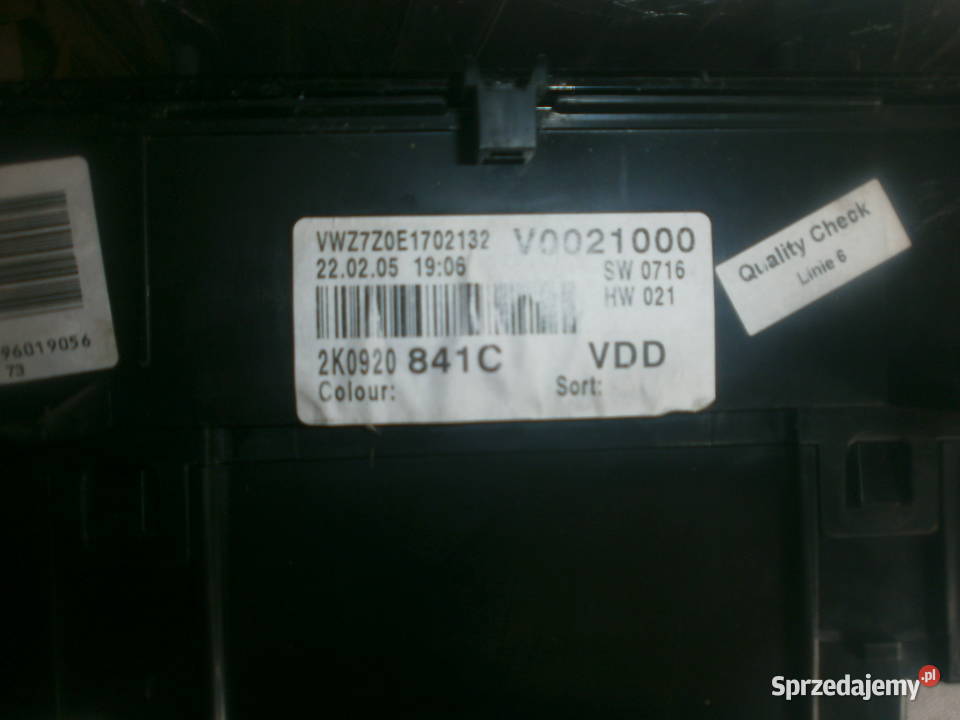 VWZ7Z0E1702132 V0021000
22.02.05 19:06 SW 0716
HW 021
2K0920 841C VDD
Colour: Sort:
Quality Check
Linie 6
96019056
73
Sprzedajemy.pl